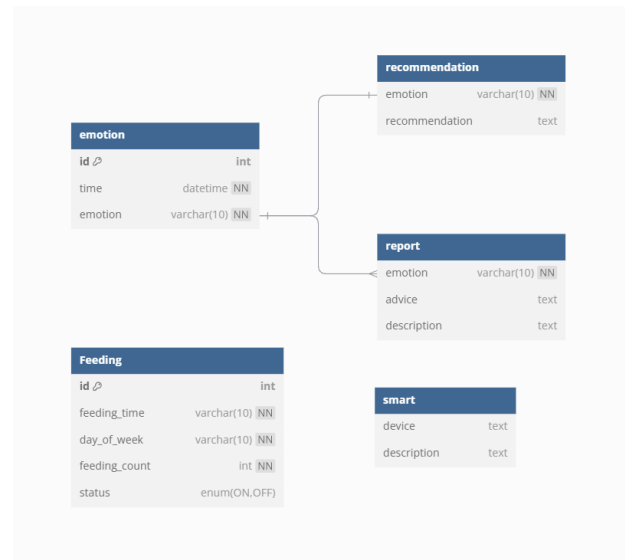 recommendation
emotion varchar(10) NN
recommendation text
emotion
id int
time datetime NN
emotion varchar(10) NN
report
emotion varchar(10) NN
advice text
description text
Feeding
id int
feeding_time varchar(10) NN
day_of_week varchar(10) NN
feeding_count int NN
status enum(ON,OFF)
smart
device text
description text